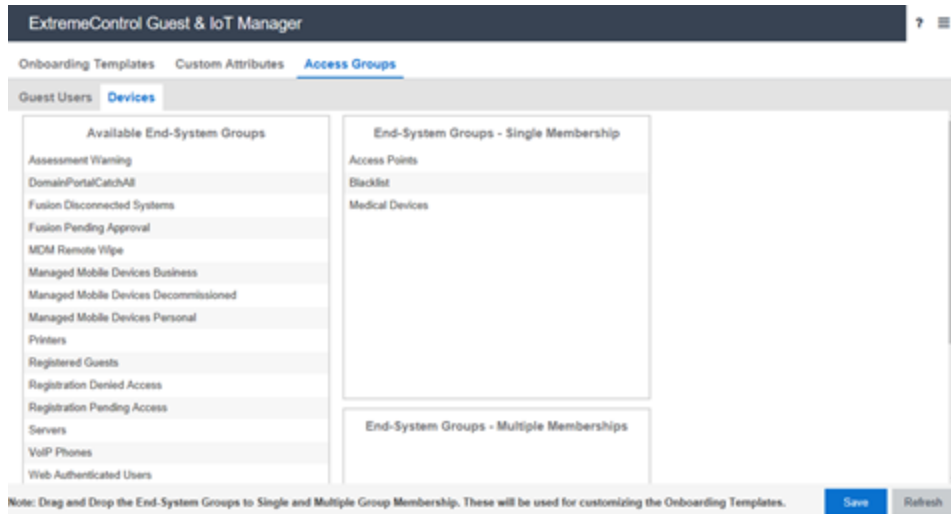 ExtremeControl Guest & IoT Manager
?
Onboarding Templates Custom Attributes Access Groups
Guest Users Devices
Available End-System Groups
Assessment Warning
DomainPortalCatchAll
Fusion Disconnected Systems
Fusion Pending Approval
MDM Remote Wipe
Managed Mobile Devices Business
Managed Mobile Devices Decommissioned
Managed Mobile Devices Personal
Printers
Registered Guests
Registration Denied Access
Registration Pending Access
Servers
VoIP Phones
Web Authenticated Users
End-System Groups - Single Membership
Access Points
Blacklist
Medical Devices
End-System Groups - Multiple Memberships
Note: Drag and Drop the End-System Groups to Single and Multiple Group Membership. These will be used for customizing the Onboarding Templates.
Save Refresh